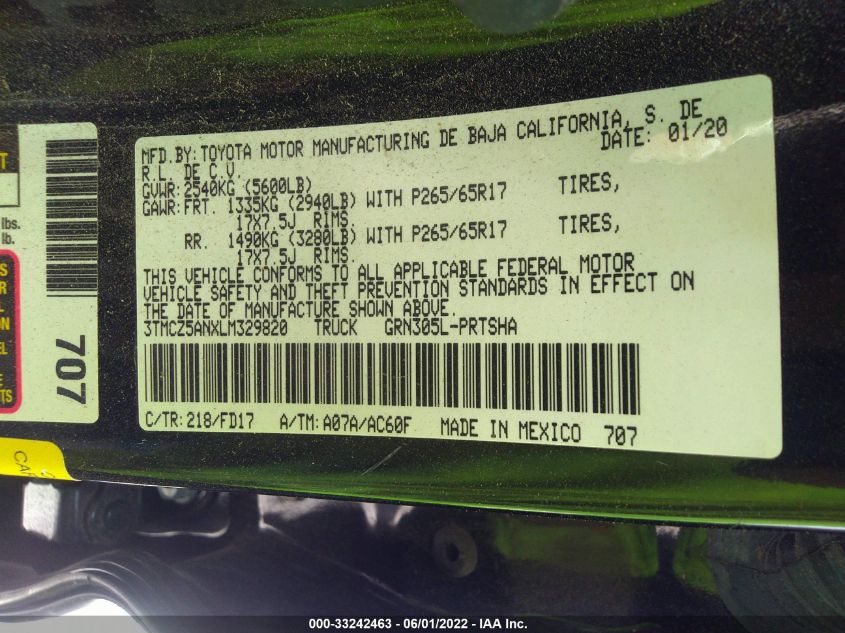 MFD.BY: TOYOTA MOTOR MANUFACTURING DE BAJA CALIFORNIA, S. DE
R.L. DE C.V. DATE: 01/20
GVWR: 2540KG (5600LB)
GAWR: FRT. 1335KG (2940LB) WITH P265/65R17 TIRES,
17X7.5J RIMS.
RR. 1490KG (3280LB) WITH P265/65R17 TIRES,
17X7.5J RIMS.
THIS VEHICLE CONFORMS TO ALL APPLICABLE FEDERAL MOTOR
VEHICLE SAFETY AND THEFT PREVENTION STANDARDS IN EFFECT ON
THE DATE OF MANUFACTURE SHOWN ABOVE.
3TMCZ5ANXLM329820 TRUCK GRN305L-PRTSHA
C/TR: 218/FD17 A/TM: A07A/AC60F MADE IN MEXICO 707
707
lbs.
lb.
000-33242463 - 06/01/2022 - IAA Inc.